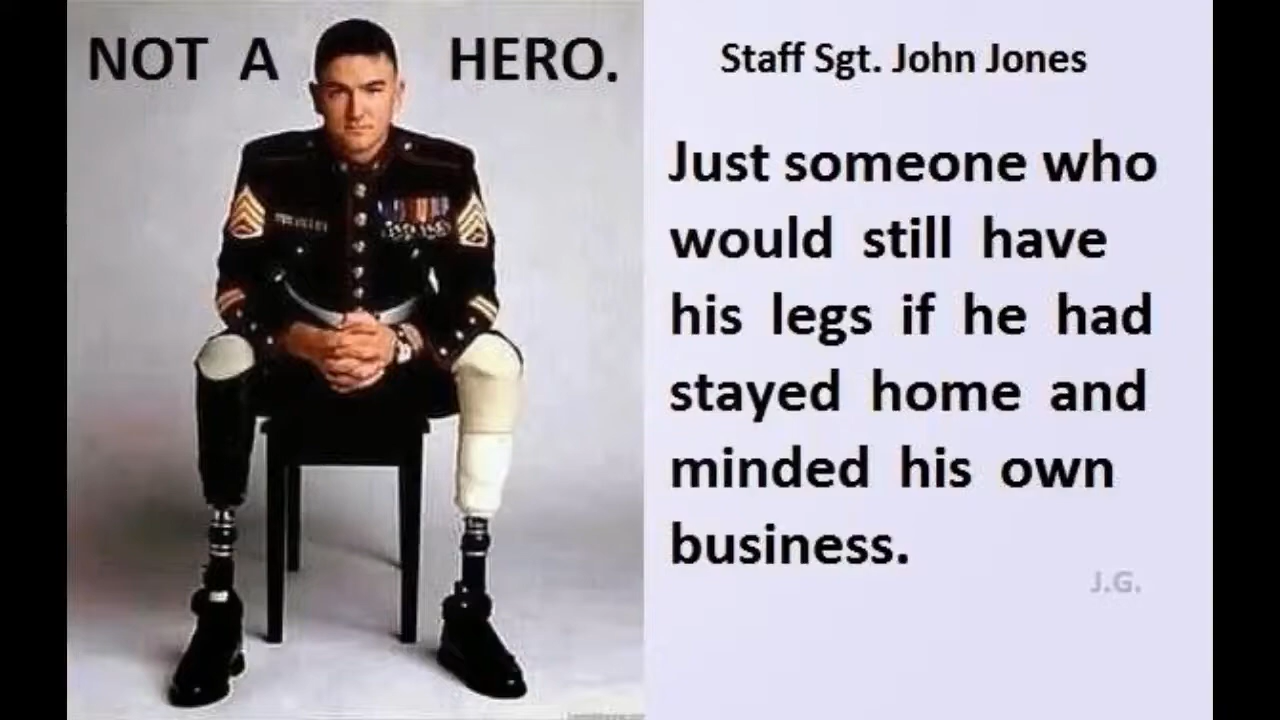 NOT A HERO.
Staff Sgt. John Jones
Just someone who
would still have
his legs if he had
stayed home and
minded his own
business.
J.G.